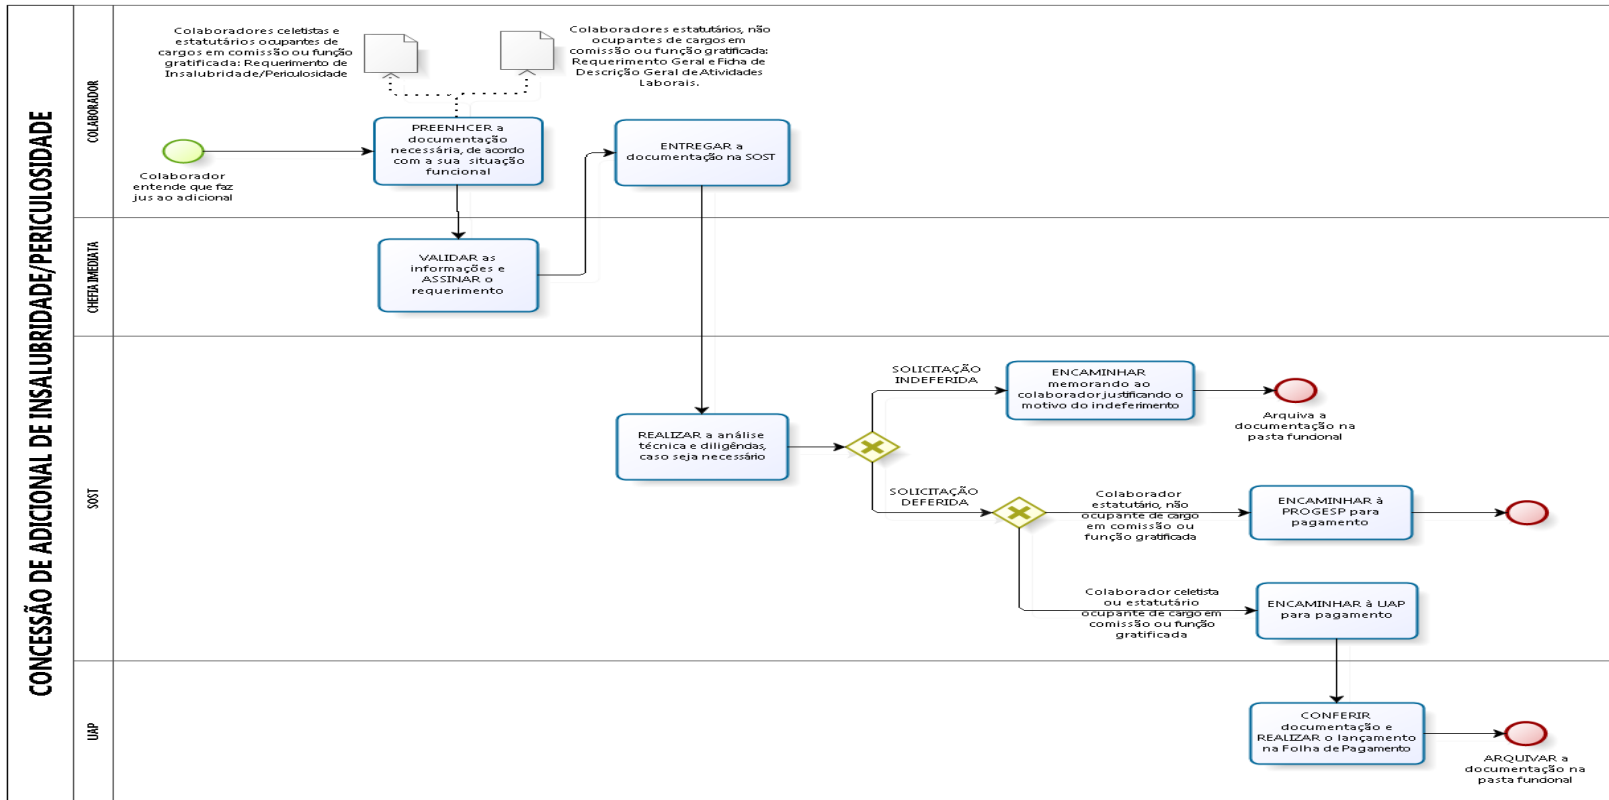 CONCESSÃO DE ADICIONAL DE INSALUBRIDADE/PERICULOSIDADE
COLABORADOR
Colaboradores celetistas e
estatutários ocupantes de
cargos em comissão ou função
gratificada: Requerimento de
Insalubridade/Periculosidade
Colaboradores estatutários, não
ocupantes de cargos em
comissão ou função gratificada:
Requerimento Geral e Ficha de
Descrição Geral de Atividades
Laborais.
Colaborador
entende que faz
jus ao adicional
PREENHCER a
documentação
necessária, de acordo
com a sua situação
funcional
ENTREGAR a
documentação na SOST
CHEFIA IMEDIATA
VALIDAR as
informações e
ASSINAR o
requerimento
SOST
REALIZAR a análise
técnica e diligências,
caso seja necessário
SOLICITAÇÃO
INDEFERIDA
ENCAMINHAR
memorando ao
colaborador justificando o
motivo do indeferimento
Arquiva a
documentação na
pasta funcional
SOLICITAÇÃO
DEFERIDA
Colaborador
estatutário, não
ocupante de cargo
em comissão ou
função gratificada
ENCAMINHAR à
PROGESP para
pagamento
Colaborador celetista
ou estatutário
ocupante de cargo em
comissão ou função
gratificada
ENCAMINHAR à UAP
para pagamento
UAP
CONFERIR
documentação e
REALIZAR o lançamento
na Folha de Pagamento
ARQUIVAR a
documentação na
pasta funcional